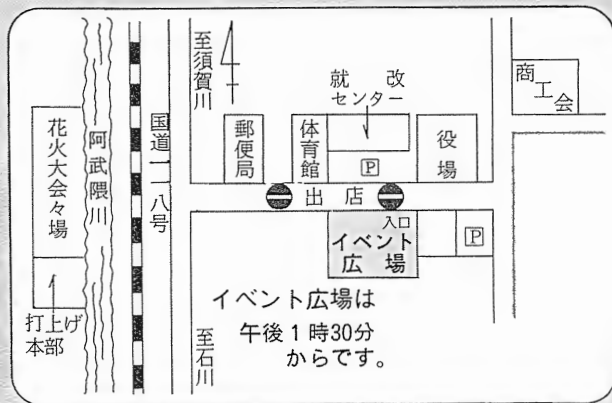 至須賀川
就改
センター
商工会
花火大会々場
阿武隈川
国道一一八号
郵便局
体育館
P
役場
出店
入口
イベント
広場
P
打上げ
本部
至石川
イベント広場は
午後1時30分
からです。